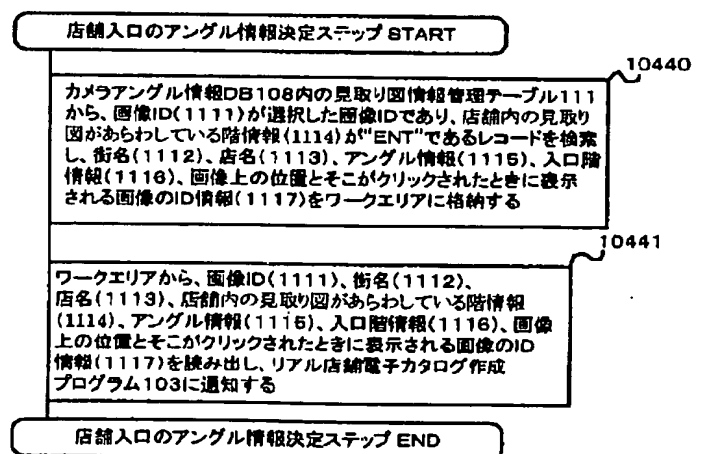 店舗入口のアングル情報決定ステップ START
10440
カメラアングル情報DB108内の見取り図情報管理テーブル111
から、画像ID(1111)が選択した画像IDであり、店舗内の見取り
図があらわしている階情報(1114)が"ENT"であるレコードを検索
し、街名(1112)、店名(1113)、アングル情報(1115)、入口階
情報(1116)、画像上の位置とそこがクリックされたときに表示
される画像のID情報(1117)をワークエリアに格納する
10441
ワークエリアから、画像ID(1111)、街名(1112)、
店名(1113)、店舗内の見取り図があらわしている階情報
(1114)、アングル情報(1115)、入口階情報(1116)、画像
上の位置とそこがクリックされたときに表示される画像のID
情報(1117)を読み出し、リアル店舗電子カタログ作成
プログラム103に通知する
店舗入口のアングル情報決定ステップ END